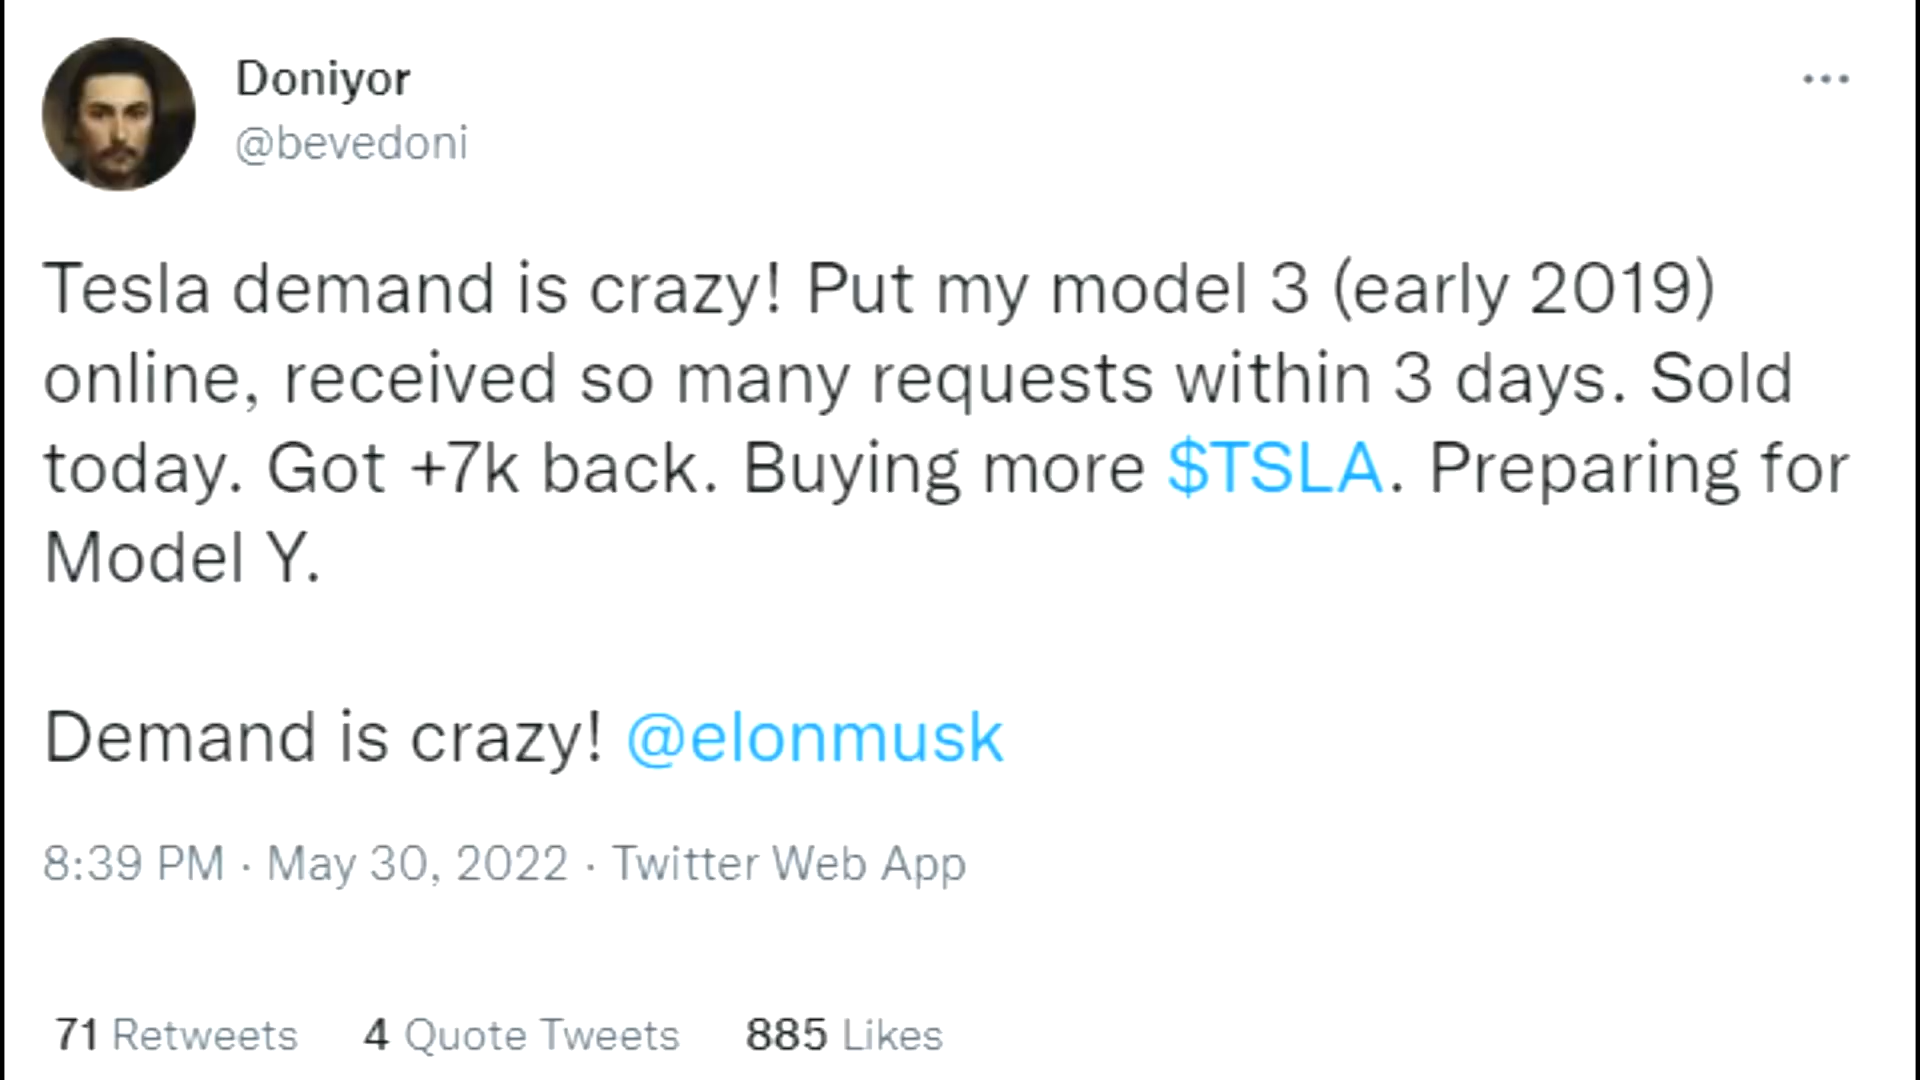 Doniyor
@bevedoni
Tesla demand is crazy! Put my model 3 (early 2019)
online, received so many requests within 3 days. Sold
today. Got +7k back. Buying more $TSLA. Preparing for
Model Y.
Demand is crazy! @elonmusk
8:39 PM · May 30, 2022 · Twitter Web App
71 Retweets 4 Quote Tweets 885 Likes